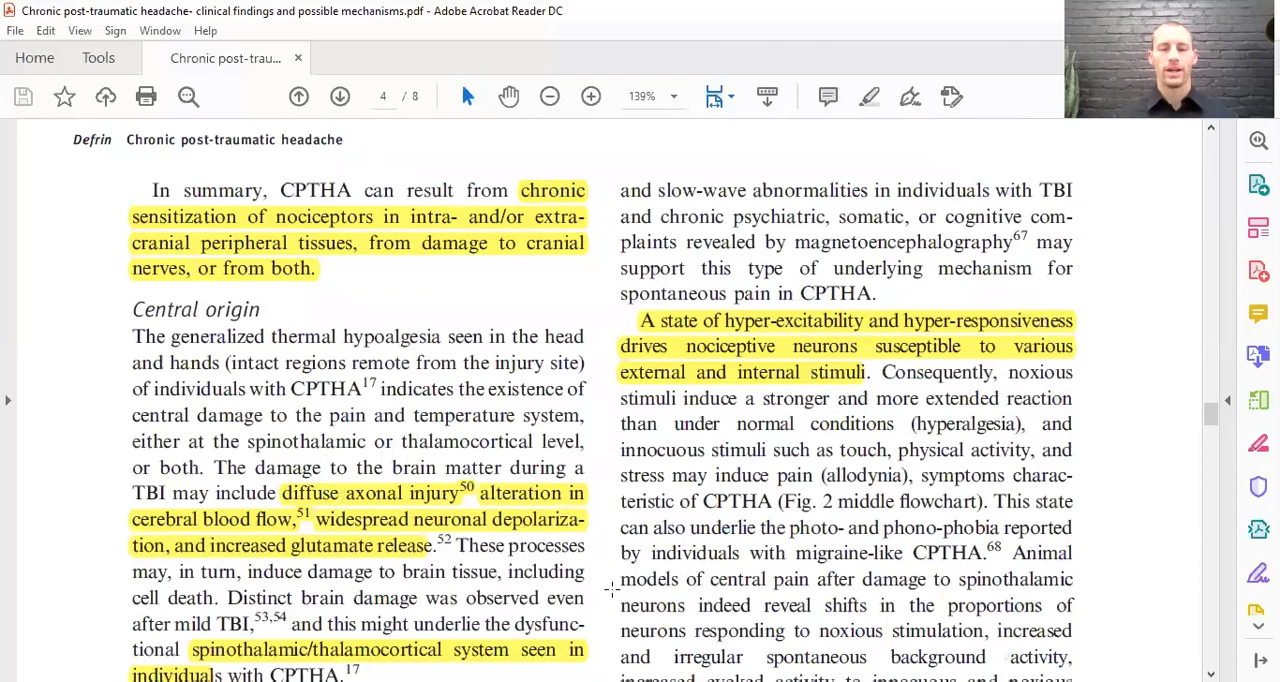 Chronic post-traumatic headache- clinical findings and possible mechanisms.pdf - Adobe Acrobat Reader DC
File Edit View Sign Window Help
Home Tools Chronic post-trau... ×
4 / 8 139%
Defrin Chronic post-traumatic headache
In summary, CPTHA can result from chronic
sensitization of nociceptors in intra- and/or extra-
cranial peripheral tissues, from damage to cranial
nerves, or from both.
Central origin
The generalized thermal hypoalgesia seen in the head
and hands (intact regions remote from the injury site)
of individuals with CPTHA17 indicates the existence of
central damage to the pain and temperature system,
either at the spinothalamic or thalamocortical level,
or both. The damage to the brain matter during a
TBI may include diffuse axonal injury50 alteration in
cerebral blood flow,51 widespread neuronal depolariza-
tion, and increased glutamate release.52 These processes
may, in turn, induce damage to brain tissue, including
cell death. Distinct brain damage was observed even
after mild TBI,53,54 and this might underlie the dysfunc-
tional spinothalamic/thalamocortical system seen in
individuals with CPTHA.17
and slow-wave abnormalities in individuals with TBI
and chronic psychiatric, somatic, or cognitive com-
plaints revealed by magnetoencephalography67 may
support this type of underlying mechanism for
spontaneous pain in CPTHA.
A state of hyper-excitability and hyper-responsiveness
drives nociceptive neurons susceptible to various
external and internal stimuli. Consequently, noxious
stimuli induce a stronger and more extended reaction
than under normal conditions (hyperalgesia), and
innocuous stimuli such as touch, physical activity, and
stress may induce pain (allodynia), symptoms charac-
teristic of CPTHA (Fig. 2 middle flowchart). This state
can also underlie the photo- and phono-phobia reported
by individuals with migraine-like CPTHA.68 Animal
models of central pain after damage to spinothalamic
neurons indeed reveal shifts in the proportions of
neurons responding to noxious stimulation, increased
and irregular spontaneous background activity,
increased evoked activity to innocuous and noxious